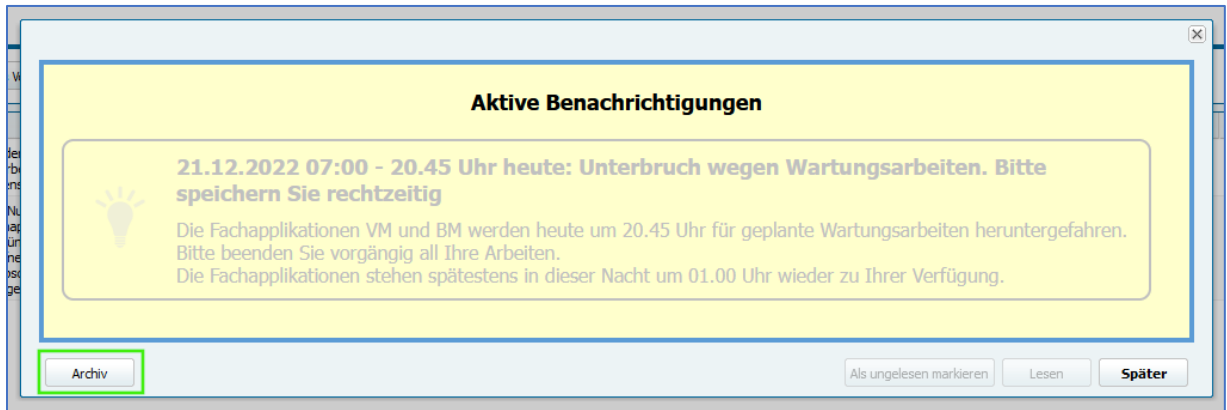 Aktive Benachrichtigungen
21.12.2022 07:00 - 20.45 Uhr heute: Unterbruch wegen Wartungsarbeiten. Bitte
speichern Sie rechtzeitig
Die Fachapplikationen VM und BM werden heute um 20.45 Uhr für geplante Wartungsarbeiten heruntergefahren.
Bitte beenden Sie vorgängig all Ihre Arbeiten.
Die Fachapplikationen stehen spätestens in dieser Nacht um 01.00 Uhr wieder zu Ihrer Verfügung.
Archiv
Als ungelesen markieren
Lesen
Später